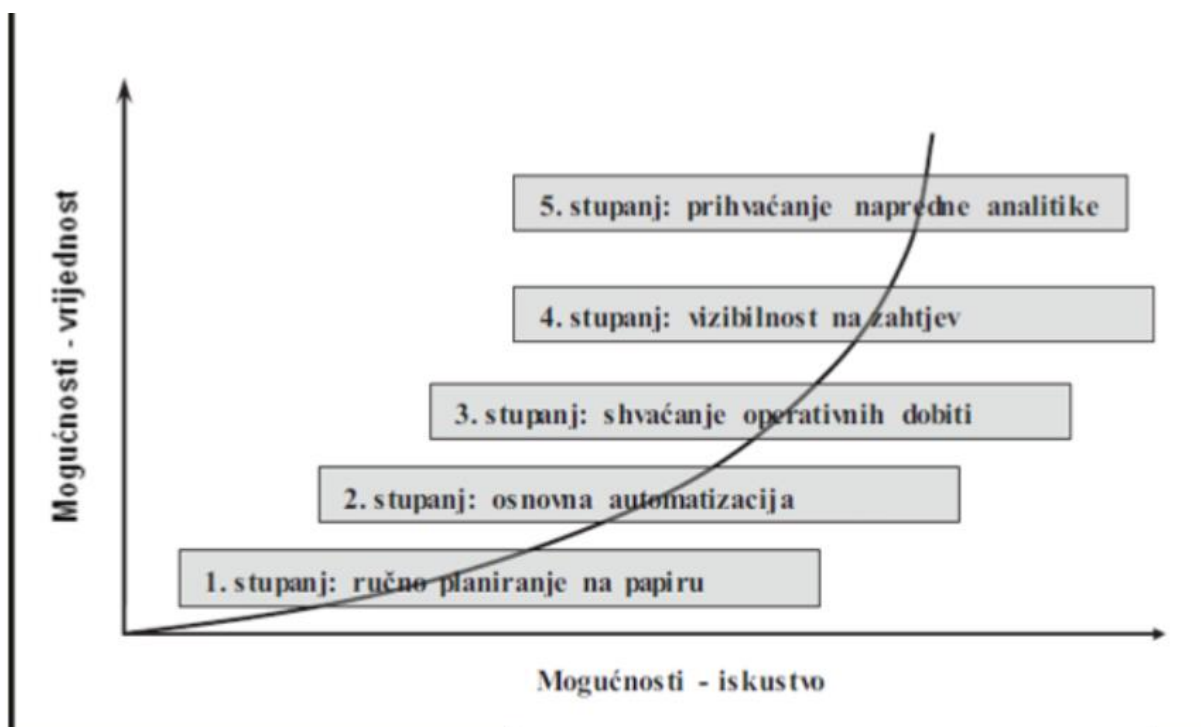 Mogućnosti - vrijednost
5. stupanj: prihvaćanje napredne analitike
4. stupanj: vizibilnost na zahtjev
3. stupanj: shvaćanje operativnih dobiti
2. stupanj: osnovna automatizacija
1. stupanj: ručno planiranje na papiru
Mogućnosti - iskustvo